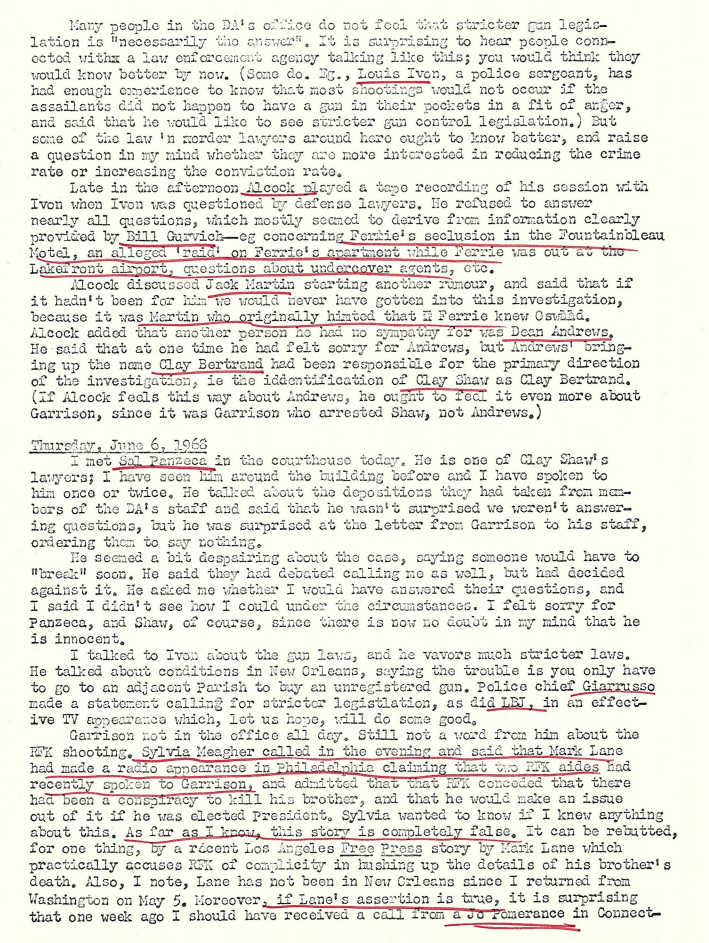 Many people in the DA's office do not feel that stricter gun legis-
lation is "necessarily the answer". It is surprising to hear people conn-
ected withx a law enforcement agency talking like this; you would think they
would know better by now. (Some do. Eg., Louis Ivon, a police sergeant, has
had enough experience to know that most shootings would not occur if the
assailants did not happen to have a gun in their pockets in a fit of anger,
and said that he would like to see stricter gun control legislation.) But
some of the law 'n morder lawyers around here ought to know better, and raise
a question in my mind whether they are more interested in reducing the crime
rate or increasing the conviction rate.
Late in the afternoon Alcock played a tape recording of his session with
Ivon when Ivon was questioned by defense lawyers. He refused to answer
nearly all questions, which mostly seemed to derive from information clearly
provided by Bill Gurvich—eg concerning Ferrie's seclusion in the Fountainbleau
Motel, an alleged 'raid' on Ferrie's apartment while Ferrie was out at the
Lakefront airport, questions about undercover agents, etc.
Alcock discussed Jack Martin starting another rumour, and said that if
it hadn't been for him we would never have gotten into this investigation,
because it was Martin who originally himted that Ferrie knew Oswald.
Alcock added that another person he had no sympathy for was Dean Andrews.
He said that at one time he had felt sorry for Andrews, but Andrews' bring-
ing up the name Clay Bertrand had been responsible for the primary direction
of the investigation, ie the iddentification of Clay Shaw as Clay Bertrand.
(If Alcock feels this way about Andrews, he ought to feel it even more about
Garrison, since it was Garrison who arrested Shaw, not Andrews.)
Thursday, June 6, 1968
I met Sal Panzeca in the courthouse today. He is one of Clay Shaw's
lawyers; I have seen him around the building before and I have spoken to
him once or twice. He talked about the depositions they had taken from mem-
bers of the DA's staff and said that he wasn't surprised we weren't answer-
ing questions, but he was surprised at the letter from Garrison to his staff,
ordering them to say nothing.
He seemed a bit despairing about the case, saying someone would have to
"break" soon. He said they had debated calling me as well, but had decided
against it. He asked me whether I would have answered their questions, and
I said I didn't see how I could under the circumstances. I felt sorry for
Panzeca, and Shaw, of course, since there is now no doubt in my mind that he
is innocent.
I talked to Ivon about the gun laws, and he vavors much stricter laws.
He talked about conditions in New Orleans, saying the trouble is you only have
to go to an adjacent Parish to buy an unregistered gun. Police chief Giarrusso
made a statement calling for stricter legistlation, as did LBJ, in an effect-
ive TV appearance which, let us hope, will do some good.
Garrison not in the office all day. Still not a word from him about the
RFK shooting. Sylvia Meagher called in the evening and said that Mark Lane
had made a radio appearance in Philadelphia claiming that two RFK aides had
recently spoken to Garrison, and admitted that that RFK conceded that there
had been a conspiracy to kill his brother, and that he would make an issue
out of it if he was elected President. Sylvia wanted to know if I knew anything
about this. As far as I know, this story is completely false. It can be rebutted,
for one thing, by a recent Los Angeles Free Press story by Mark Lane which
practically accuses RFK of complicity in hushing up the details of his brother's
death. Also, I note, Lane has not been in New Orleans since I returned from
Washington on May 5. Moreover, if Lane's assertion is true, it is surprising
that one week ago I should have received a call from a Jo Pomerance in Connect-